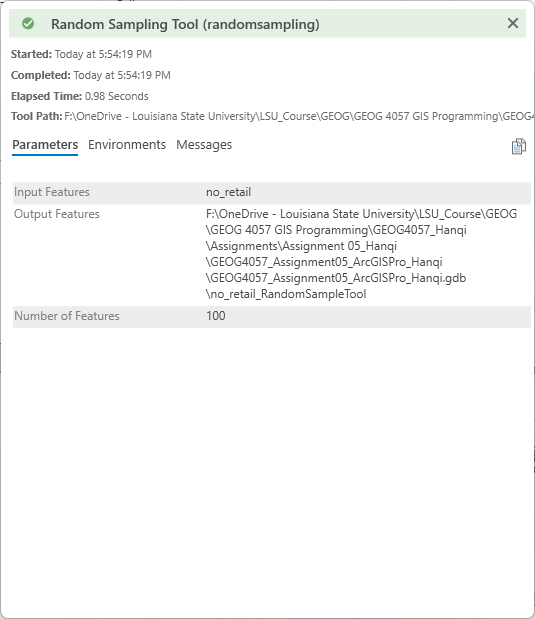 Random Sampling Tool (randomsampling)
Started: Today at 5:54:19 PM
Completed: Today at 5:54:19 PM
Elapsed Time: 0.98 Seconds
Tool Path: F:\OneDrive - Louisiana State University\LSU_Course\GEOG\GEOG 4057 GIS Programming\GEOG4
Parameters Environments Messages
Input Features no_retail
Output Features F:\OneDrive - Louisiana State University\LSU_Course\GEOG
\GEOG 4057 GIS Programming\GEOG4057_Hanqi
\Assignments\Assignment 05_Hanqi
\GEOG4057_Assignment05_ArcGISPro_Hanqi
\GEOG4057_Assignment05_ArcGISPro_Hanqi.gdb
\no_retail_RandomSampleTool
Number of Features 100